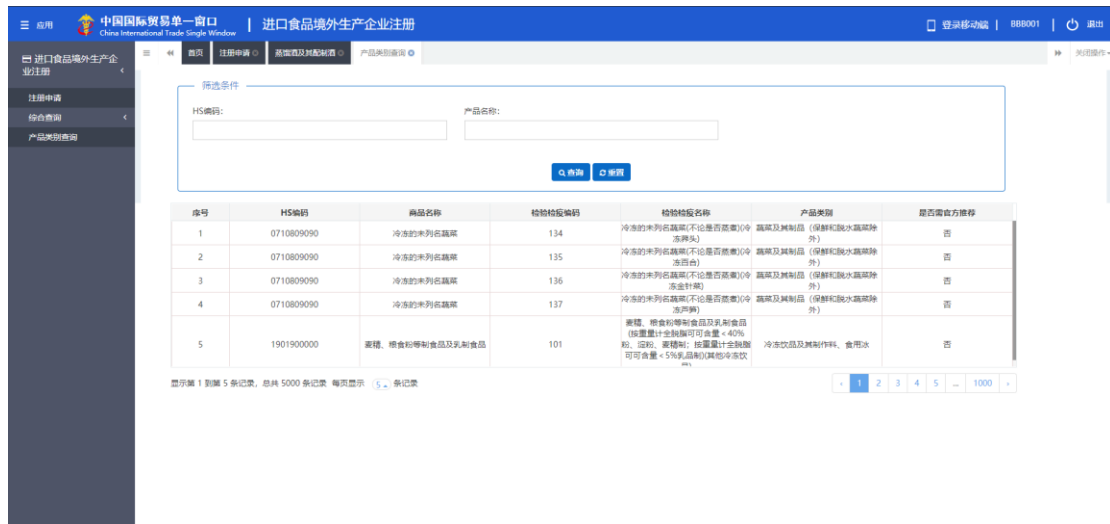 应用
中国国际贸易单一窗口
China International Trade Single Window
进口食品境外生产企业注册
登录移动端
BBB001
退出
进口食品境外生产企
业注册
注册申请
综合查询
产品类别查询
首页
注册申请
蒸馏酒及其配制酒
产品类别查询
关闭操作
筛选条件
HS编码:
产品名称:
查询
重置
序号 HS编码 商品名称 检验检疫编码 检验检疫名称 产品类别 是否需官方推荐
1 0710809090 冷冻的未列名蔬菜 134 冷冻的未列名蔬菜(不论是否蒸煮)(冷 蔬菜及其制品（保鲜和脱水蔬菜除 否
冻芋头) 外）
2 0710809090 冷冻的未列名蔬菜 135 冷冻的未列名蔬菜(不论是否蒸煮)(冷 蔬菜及其制品（保鲜和脱水蔬菜除 否
冻百合) 外）
3 0710809090 冷冻的未列名蔬菜 136 冷冻的未列名蔬菜(不论是否蒸煮)(冷 蔬菜及其制品（保鲜和脱水蔬菜除 否
冻金针菜) 外）
4 0710809090 冷冻的未列名蔬菜 137 冷冻的未列名蔬菜(不论是否蒸煮)(冷 蔬菜及其制品（保鲜和脱水蔬菜除 否
冻芦笋) 外）
麦精、粮食粉等制食品及乳制食品
(按重量计全脱脂可可含量＜40%
5 1901900000 麦精、粮食粉等制食品及乳制食品 101 粉、淀粉、麦精制；按重量计全脱脂 冷冻饮品及其制作料、食用冰 否
可可含量＜5%乳品制)(其他冷冻饮
显示第 1 到第 5 条记录，总共 5000 条记录 每页显示 5 条记录
‹ 1 2 3 4 5 ... 1000 ›